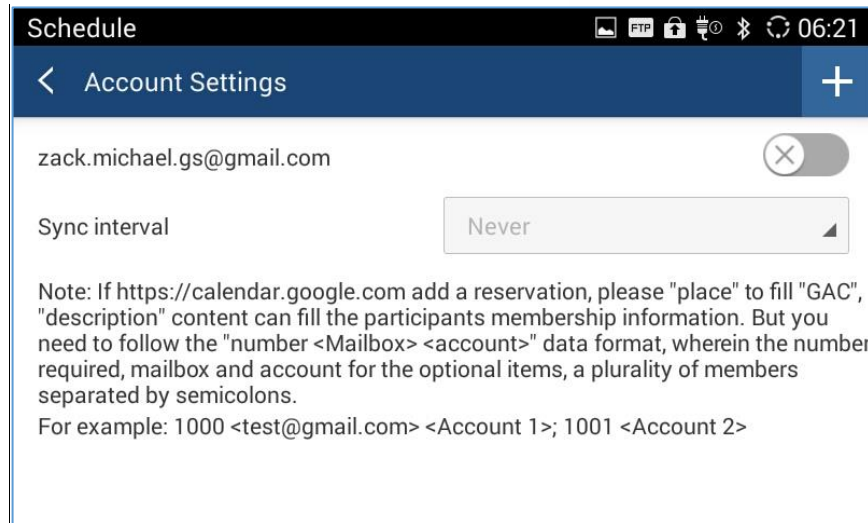 Schedule
FTP
06:21
Account Settings
zack.michael.gs@gmail.com
Sync interval
Never
Note: If https://calendar.google.com add a reservation, please "place" to fill "GAC",
"description" content can fill the participants membership information. But you
need to follow the "number <Mailbox> <account>" data format, wherein the number
required, mailbox and account for the optional items, a plurality of members
separated by semicolons.
For example: 1000 <test@gmail.com> <Account 1>; 1001 <Account 2>